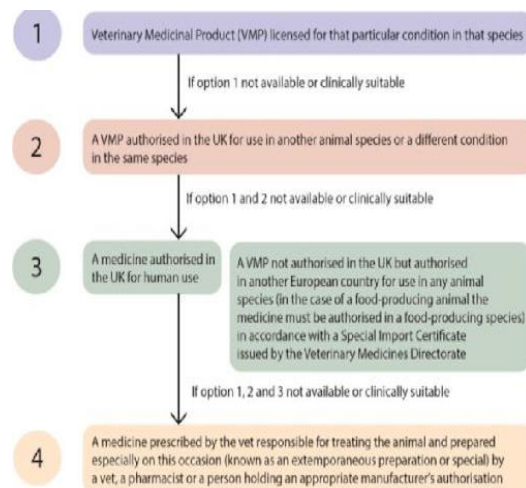 1
Veterinary Medicinal Product (VMP) licensed for that particular condition in that species
If option 1 not available or clinically suitable
2
A VMP authorised in the UK for use in another animal species or a different condition
in the same species
If option 1 and 2 not available or clinically suitable
3
A medicine authorised in
the UK for human use
A VMP not authorised in the UK but authorised
in another European country for use in any animal
species (in the case of a food-producing animal the
medicine must be authorised in a food-producing species)
in accordance with a Special Import Certificate
issued by the Veterinary Medicines Directorate
If option 1, 2 and 3 not available or clinically suitable
4
A medicine prescribed by the vet responsible for treating the animal and prepared
especially on this occasion (known as an extemporaneous preparation or special) by
a vet, a pharmacist or a person holding an appropriate manufacturer's authorisation